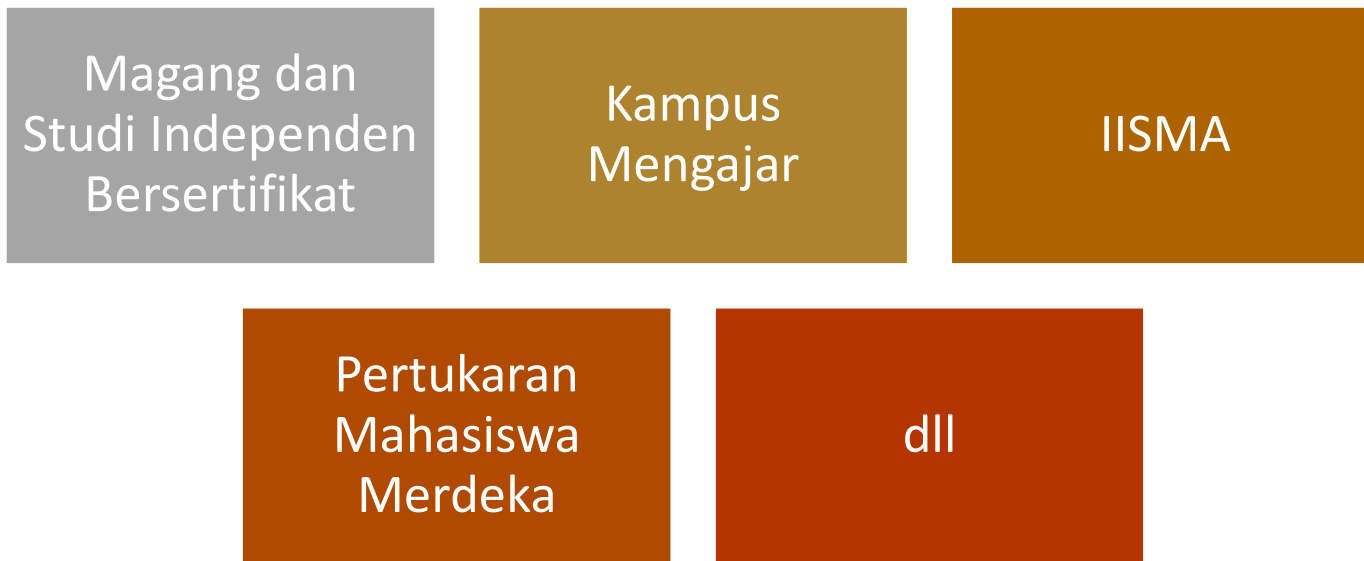 Magang dan
Studi Independen
Bersertifikat
Kampus
Mengajar
IISMA
Pertukaran
Mahasiswa
Merdeka
dll